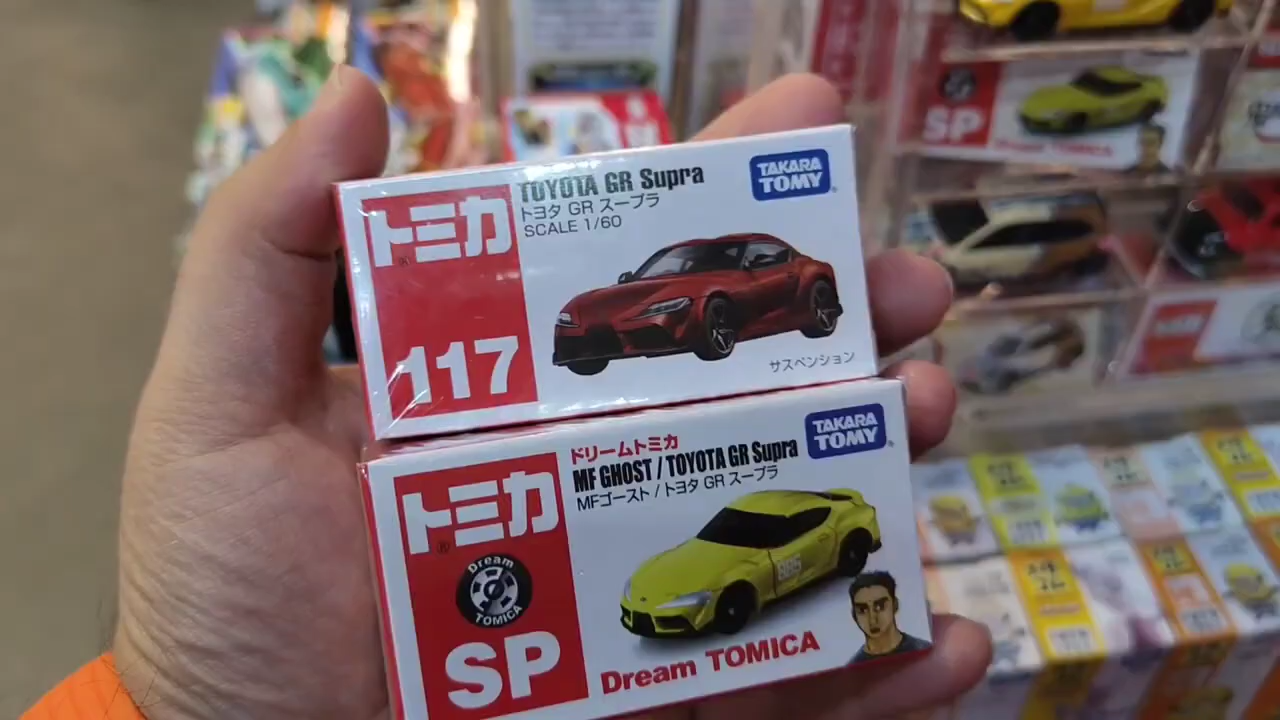 トミカ
117
TOYOTA GR Supra
トヨタ GR スープラ
SCALE 1/60
TAKARA
TOMY
サスペンション
トミカ
Dream
TOMICA
SP
ドリームトミカ
MF GHOST / TOYOTA GR Supra
MFゴースト / トヨタ GR スープラ
TAKARA
TOMY
Dream TOMICA
SP
Dream TOMICA